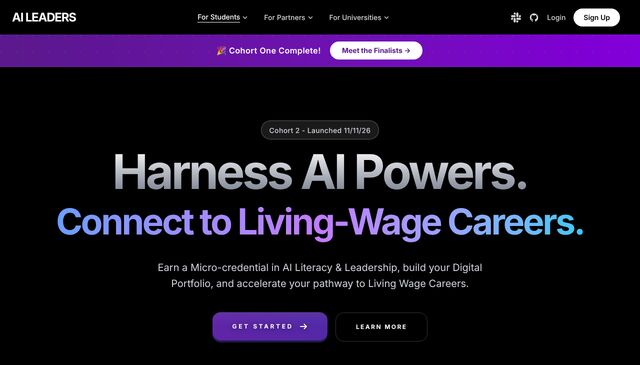 AI LEADERS
For Students
For Partners
For Universities
Login
Sign Up
🎉 Cohort One Complete!
Meet the Finalists →
Cohort 2 - Launched 11/11/26
Harness AI Powers.
Connect to Living-Wage Careers.
Earn a Micro-credential in AI Literacy & Leadership, build your Digital
Portfolio, and accelerate your pathway to Living Wage Careers.
GET STARTED →
LEARN MORE